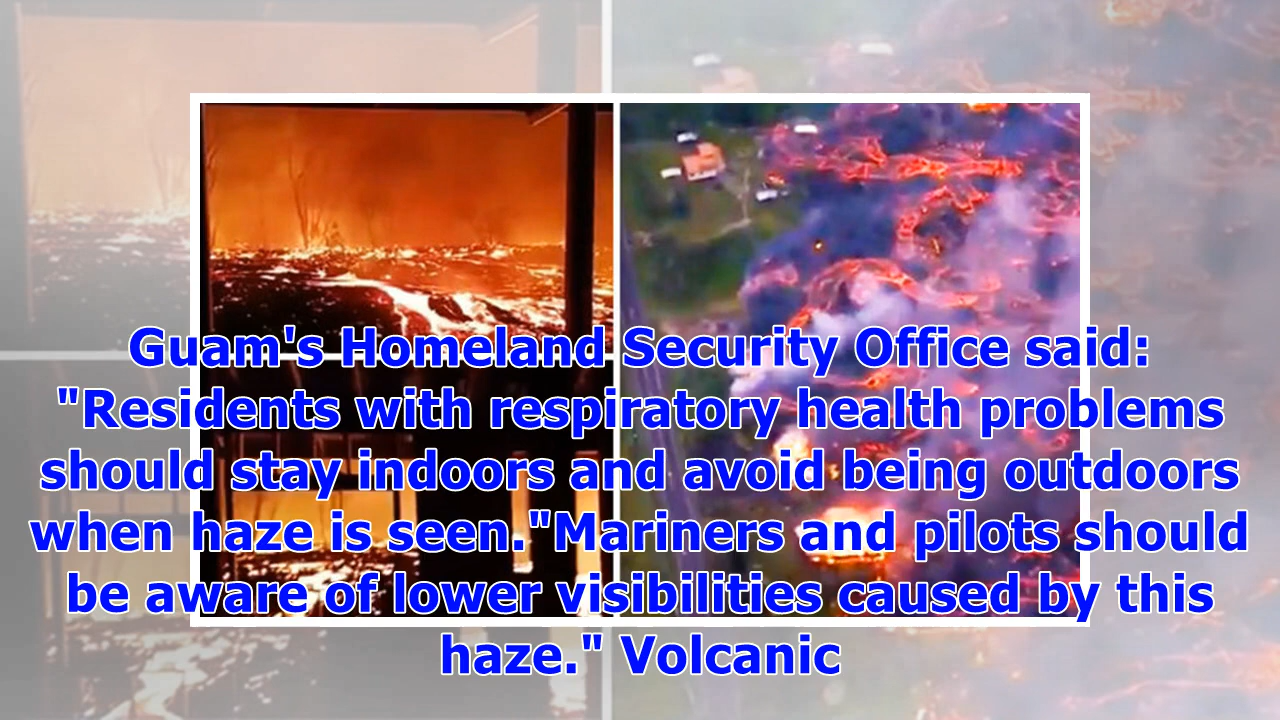 Guam's Homeland Security Office said:
"Residents with respiratory health problems
should stay indoors and avoid being outdoors
when haze is seen."Mariners and pilots should
be aware of lower visibilities caused by this
haze." Volcanic